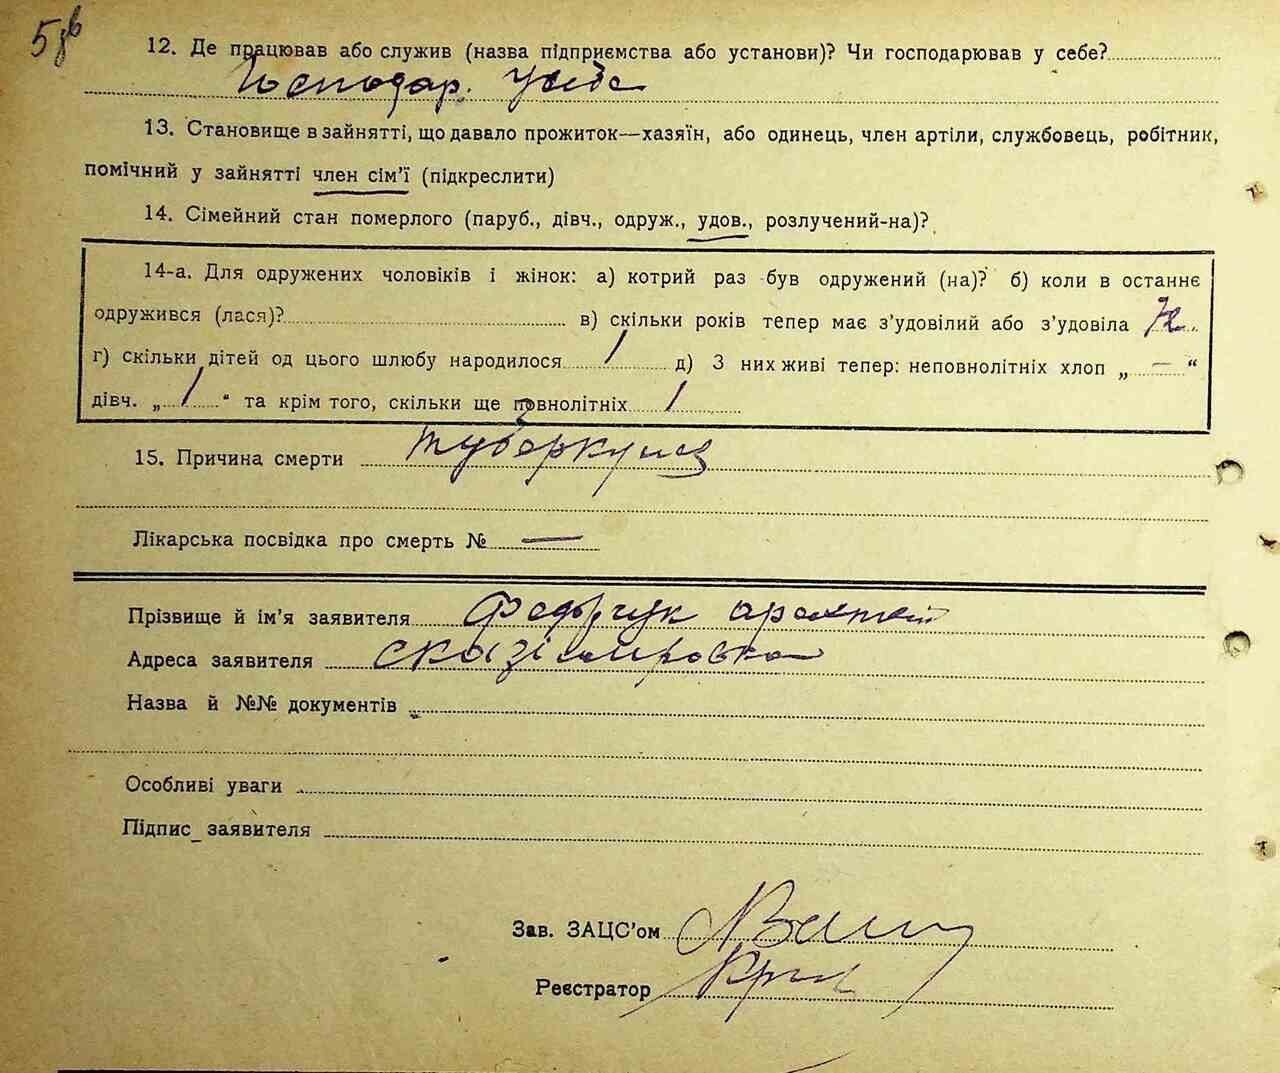 58б
12. Де працював або служив (назва підприємства або установи)? Чи господарював у себе?
Господар. у себе
13. Становище в зайнятті, що давало прожиток—хазяїн, або одинець, член артіли, службовець, робітник,
помічний у зайнятті член сім’ї (підкреслити)
14. Сімейний стан померлого (паруб., дівч., одруж., удов., розлучений-на)?
14-а. Для одружених чоловіків і жінок: а) котрий раз був одружений (на)? б) коли в останнє
одружився (лася)? в) скільки років тепер має з’удовілий або з’удовіла
г) скільки дітей од цього шлюбу народилося 1 д) З них живі тепер: неповнолітніх хлоп „ — “
дівч. „ 1 “ та крім того, скільки ще повнолітніх 1
15. Причина смерти туберкульоз
Лікарська посвідка про смерть № —
Прізвище й ім’я заявителя Федчук
Адреса заявителя с Казімировка
Назва й №№ документів
Особливі уваги
Підпис заявителя
Зав. ЗАЦС’ом
Реєстратор